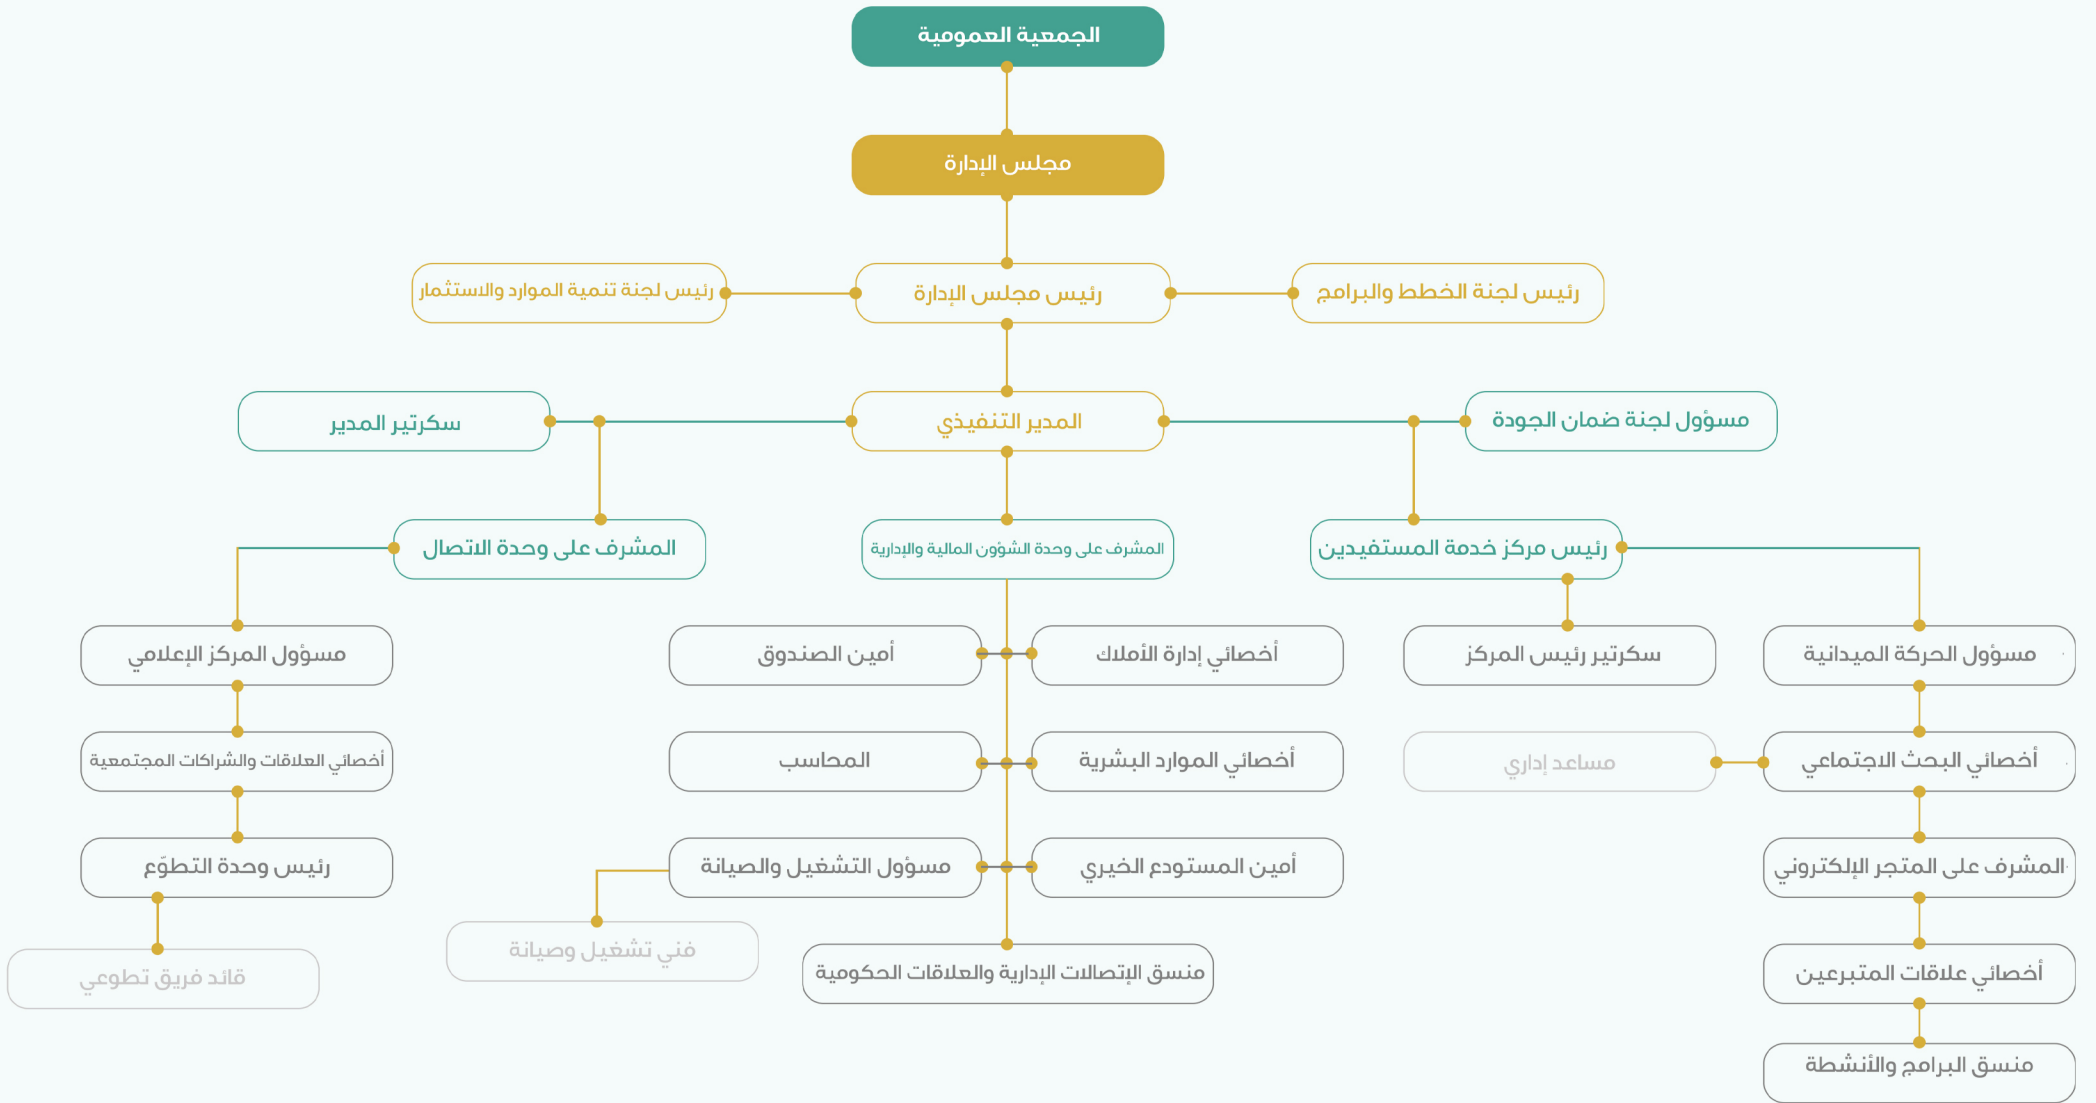 الجمعية العمومية
مجلس الإدارة
رئيس لجنة الخطط والبرامج
رئيس مجلس الإدارة
رئيس لجنة تنمية الموارد والاستثمار
مسؤول لجنة ضمان الجودة
المدير التنفيذي
سكرتير المدير
رئيس مركز خدمة المستفيدين
المشرف على وحدة الشؤون المالية والإدارية
المشرف على وحدة الاتصال
مسؤول الحركة الميدانية
سكرتير رئيس المركز
أخصائي إدارة الأملاك
أمين الصندوق
مسؤول المركز الإعلامي
أخصائي البحث الاجتماعي
مساعد إداري
أخصائي الموارد البشرية
المحاسب
أخصائي العلاقات والشراكات المجتمعية
المشرف على المتجر الإلكتروني
أمين المستودع الخيري
مسؤول التشغيل والصيانة
رئيس وحدة التطوّع
أخصائي علاقات المتبرعين
منسق الإتصالات الإدارية والعلاقات الحكومية
فني تشغيل وصيانة
قائد فريق تطوعي
منسق البرامج والأنشطة